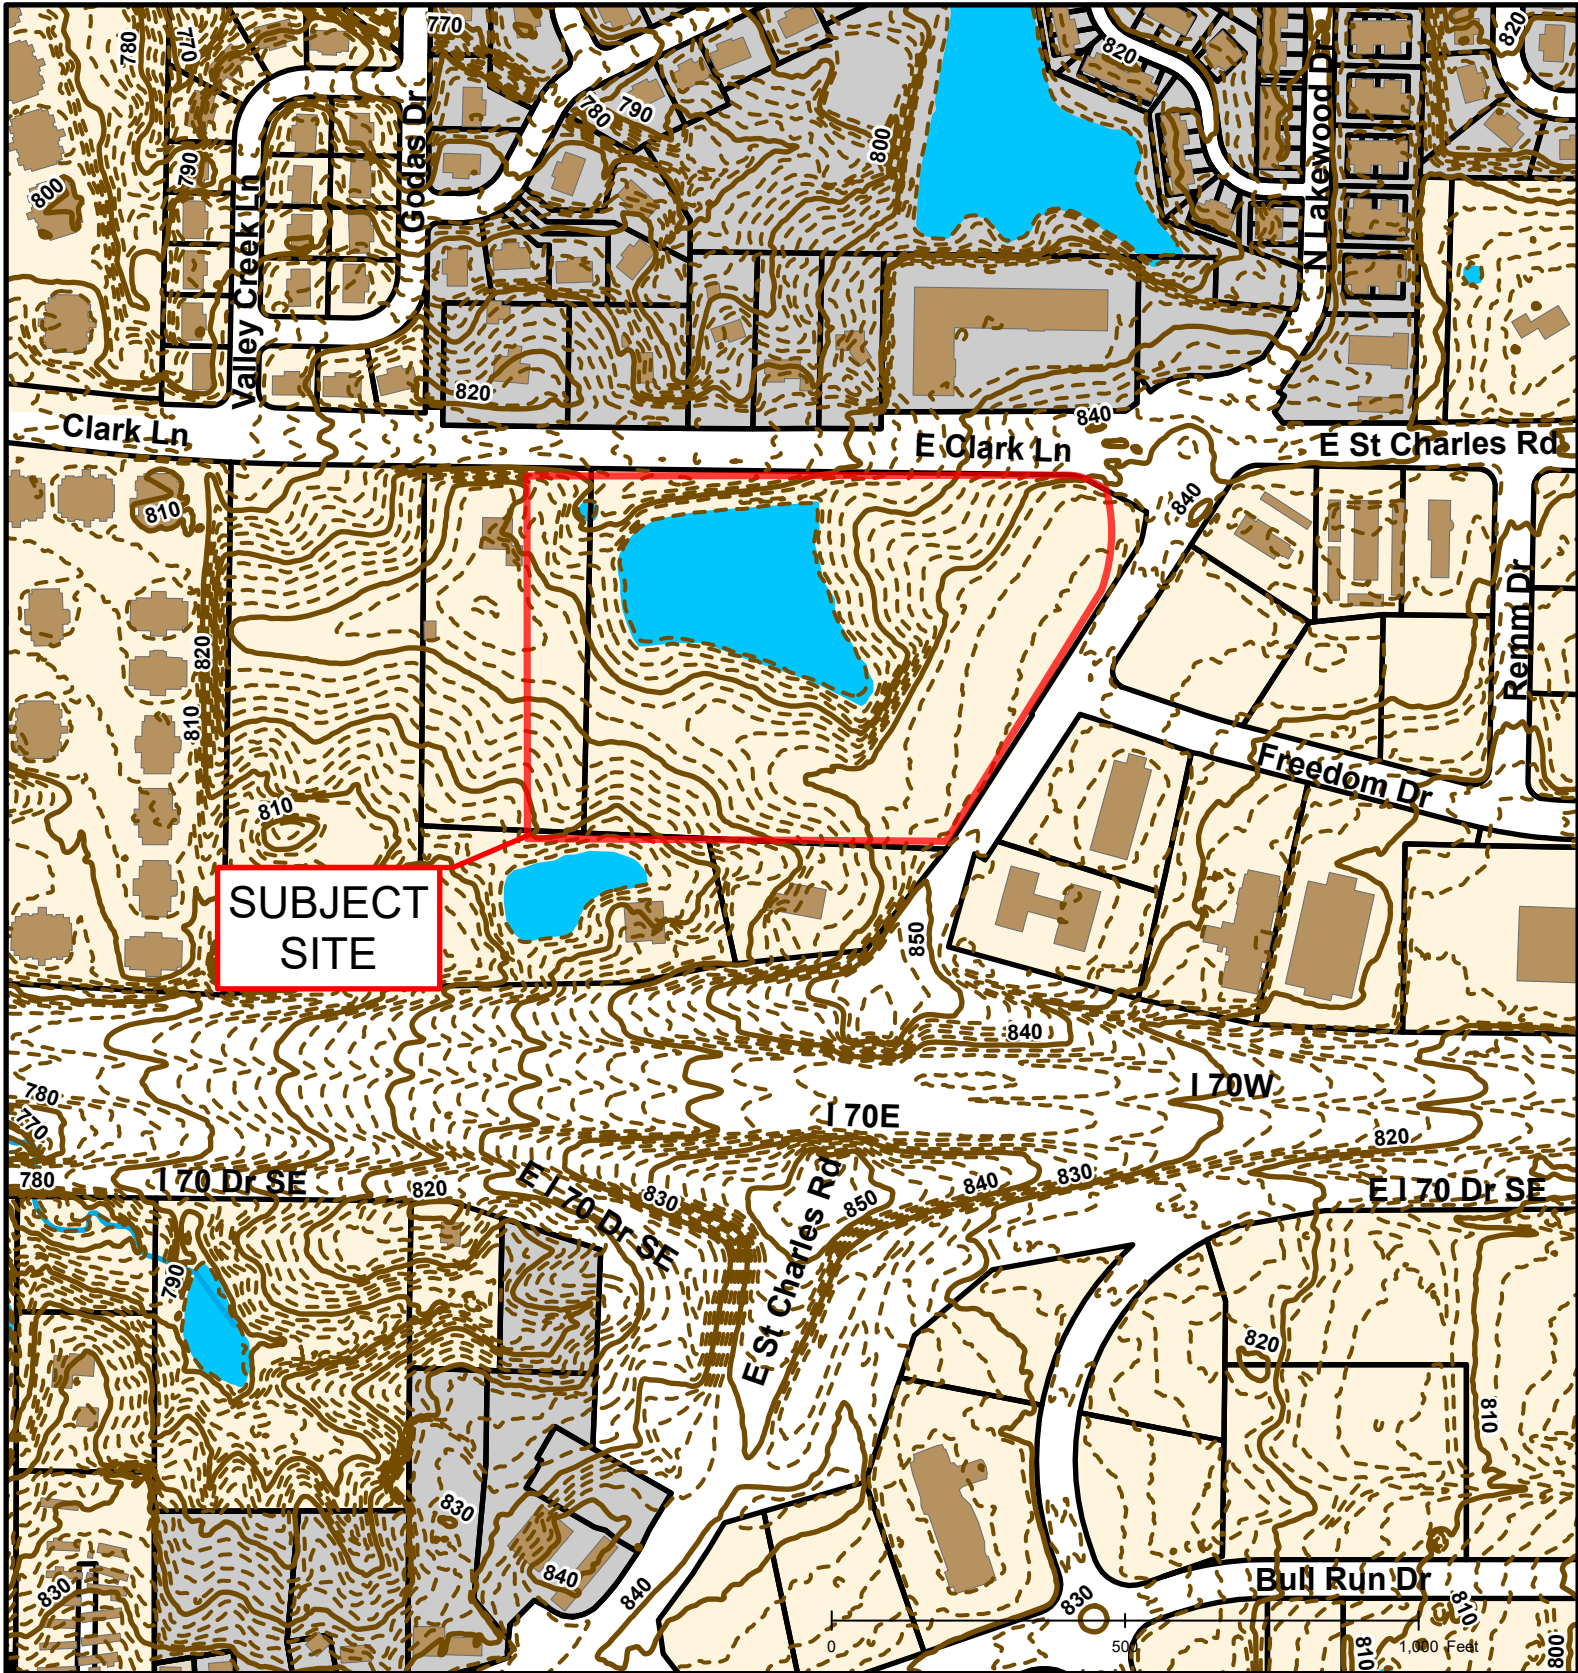 770
820
820
780
770
790
780
800
N Lakewood Dr
Godas Dr
790
800
Valley Creek Ln
820
840
Clark Ln
E Clark Ln
E St Charles Rd
840
810
Remm Dr
820
810
Freedom Dr
810
SUBJECT
SITE
850
840
I 70W
780
770
I 70E
820
780
I 70 Dr SE
820
E I 70 Dr SE
830
E St Charles Rd
850
840
830
E I 70 Dr SE
790
820
810
830
840
840
830
830
Bull Run Dr
810
810
800
0
500
1,000 Feet